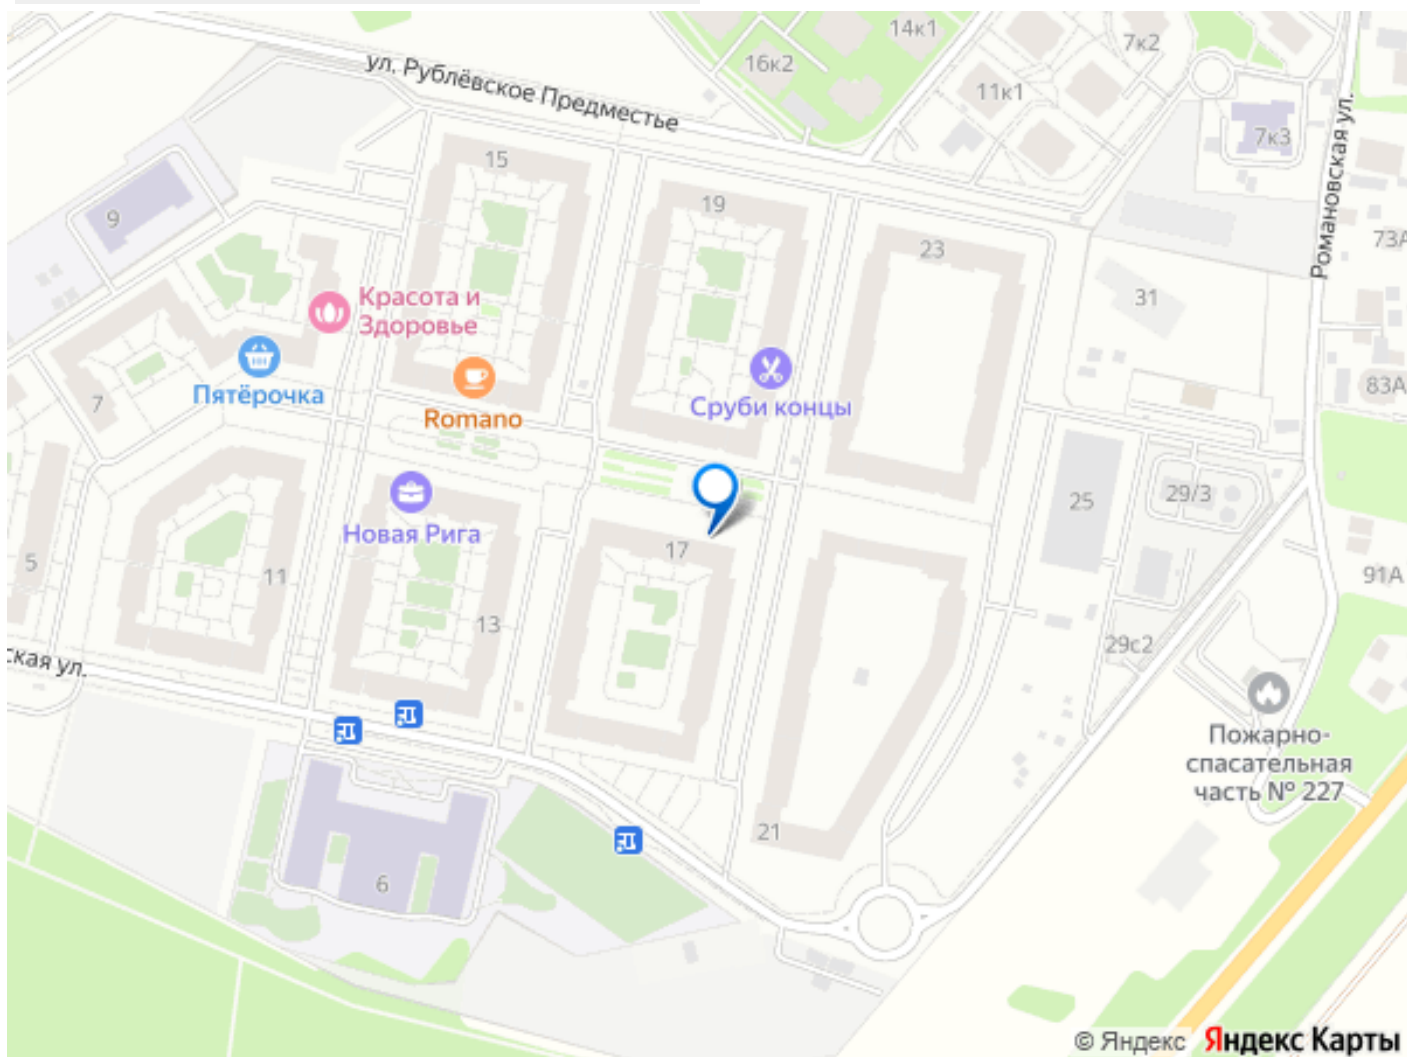 14к1
7к2
16к2
ул. Рублёвское Предместье
11к1
7к3
Романовская ул.
15
19
9
23
73А
31
Красота и
Здоровье
Пятёрочка
7
Romano
Сруби концы
83А
25
29/3
Новая Рига
17
5
11
13
91А
29с2
ская ул.
Пожарно-
спасательная
часть № 227
21
6
© Яндекс Яндекс Карты